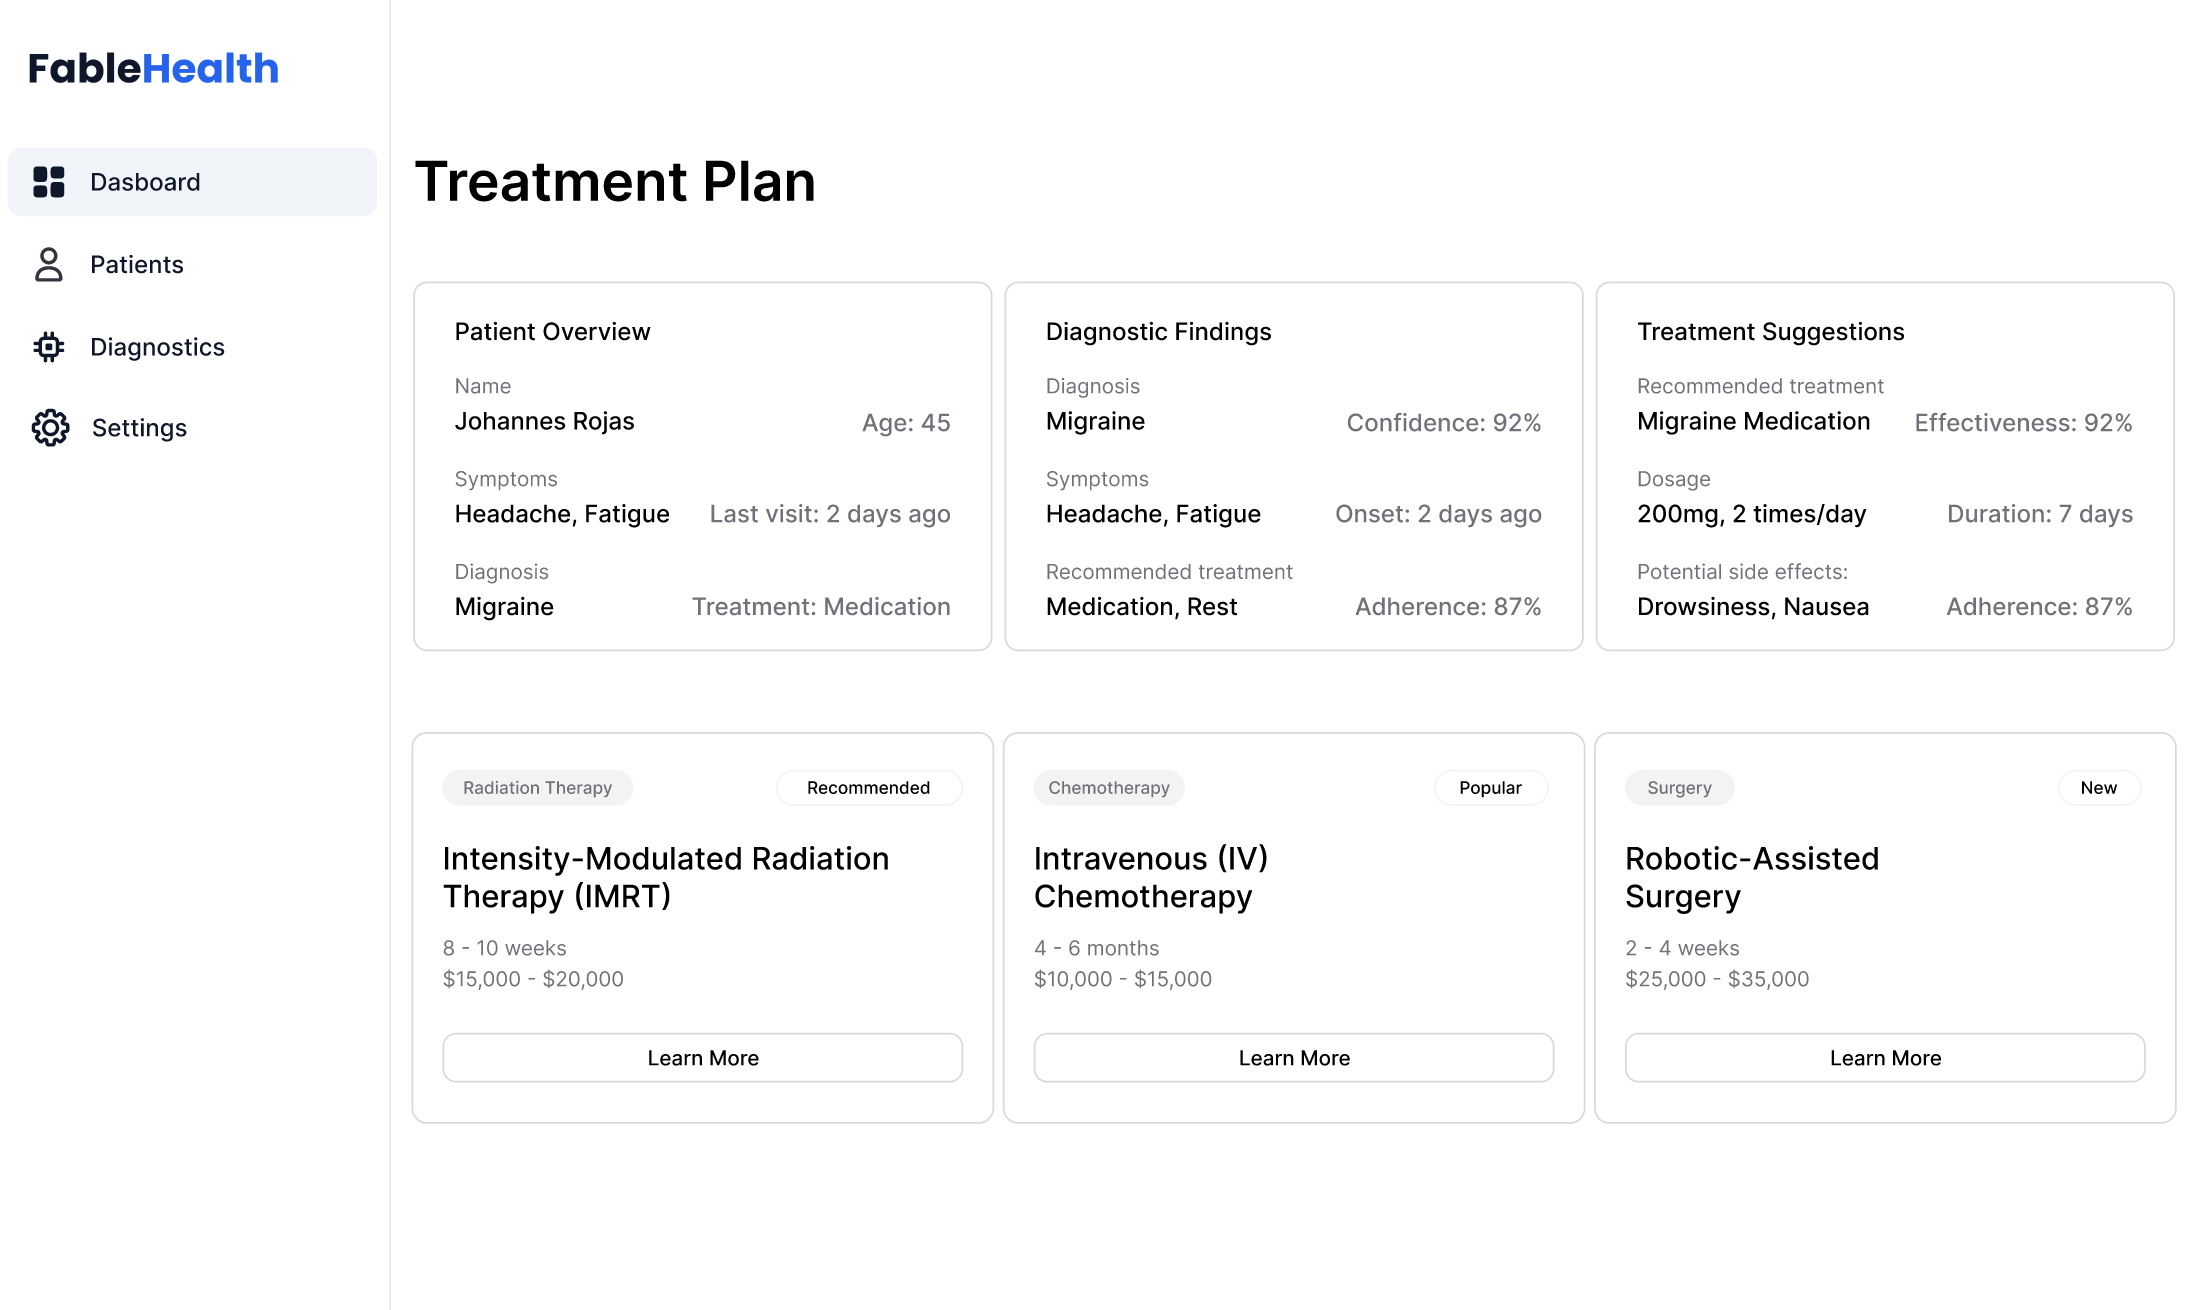 FableHealth
Dasboard
Patients
Diagnostics
Settings
Treatment Plan
Patient Overview
Name
Johannes Rojas Age: 45
Symptoms
Headache, Fatigue Last visit: 2 days ago
Diagnosis
Migraine Treatment: Medication
Diagnostic Findings
Diagnosis
Migraine Confidence: 92%
Symptoms
Headache, Fatigue Onset: 2 days ago
Recommended treatment
Medication, Rest Adherence: 87%
Treatment Suggestions
Recommended treatment
Migraine Medication Effectiveness: 92%
Dosage
200mg, 2 times/day Duration: 7 days
Potential side effects:
Drowsiness, Nausea Adherence: 87%
Radiation Therapy Recommended
Intensity-Modulated Radiation
Therapy (IMRT)
8 - 10 weeks
$15,000 - $20,000
Learn More
Chemotherapy Popular
Intravenous (IV)
Chemotherapy
4 - 6 months
$10,000 - $15,000
Learn More
Surgery New
Robotic-Assisted
Surgery
2 - 4 weeks
$25,000 - $35,000
Learn More